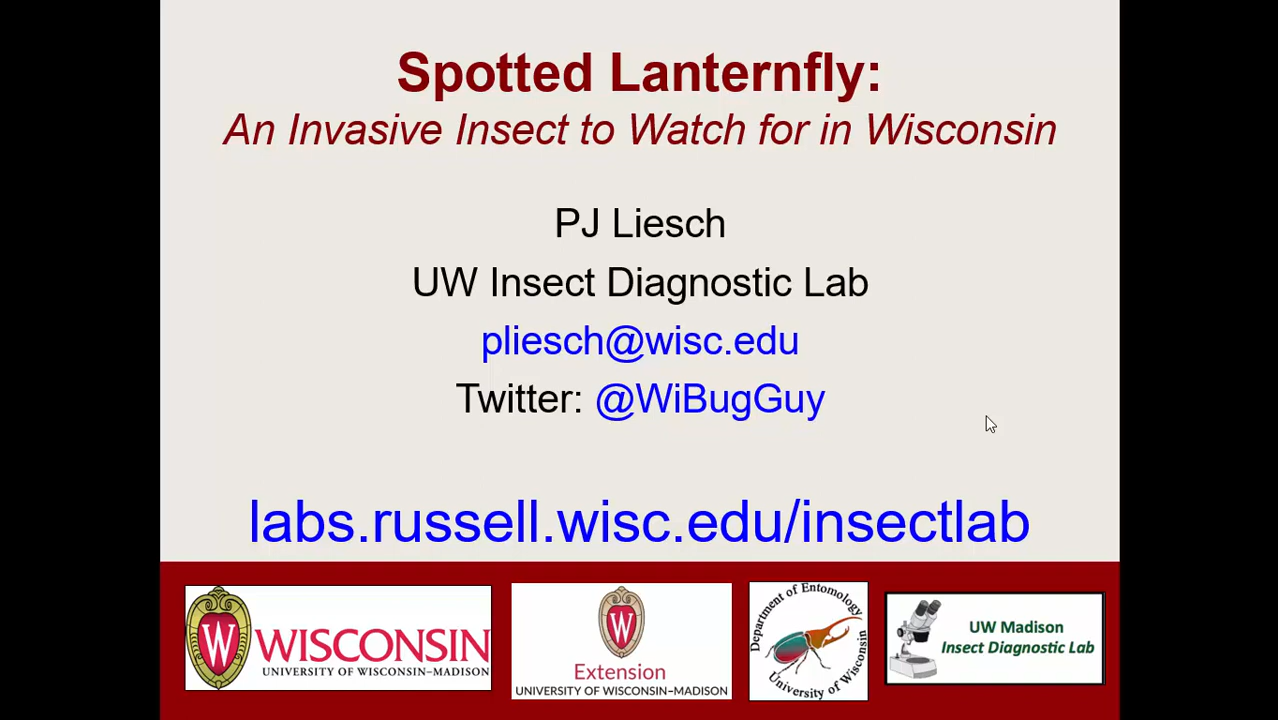 Spotted Lanternfly:
An Invasive Insect to Watch for in Wisconsin
PJ Liesch
UW Insect Diagnostic Lab
pliesch@wisc.edu
Twitter: @WiBugGuy
labs.russell.wisc.edu/insectlab
W
WISCONSIN
UNIVERSITY OF WISCONSIN–MADISON
W
Extension
UNIVERSITY OF WISCONSIN–MADISON
Department of Entomology
University of Wisconsin
UW Madison
Insect Diagnostic Lab